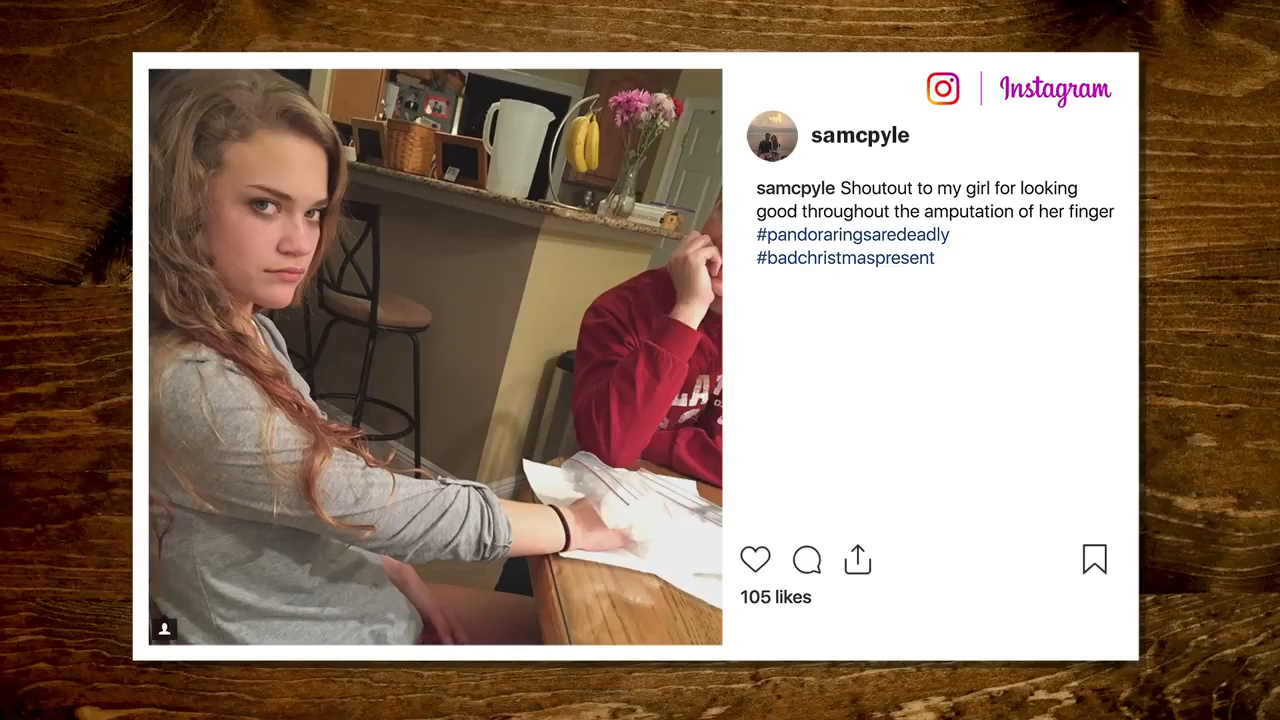 Instagram
samcpyle
samcpyle Shoutout to my girl for looking
good throughout the amputation of her finger
#pandoraringsaredeadly
#badchristmaspresent
105 likes